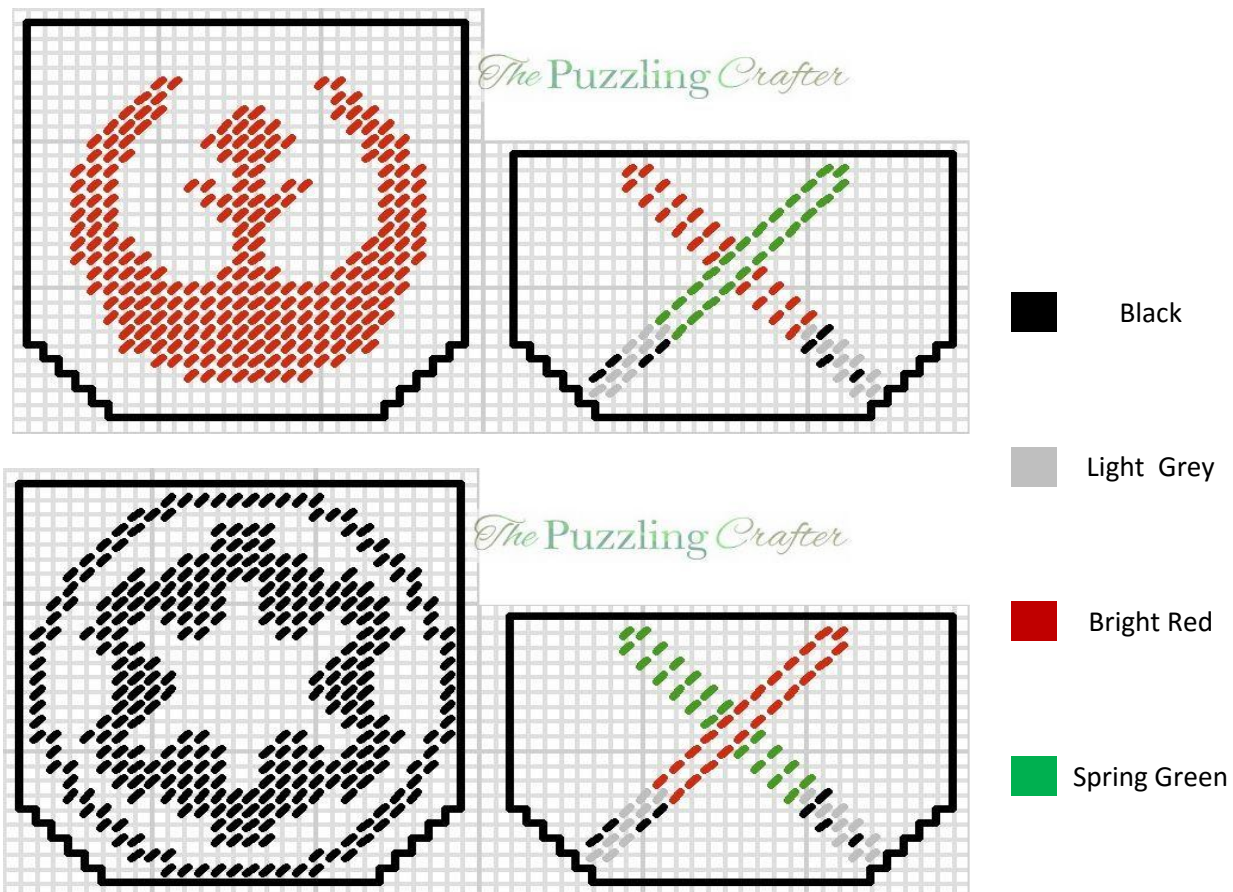 The Puzzling Crafter
Black
Light Grey
The Puzzling Crafter
Bright Red
Spring Green